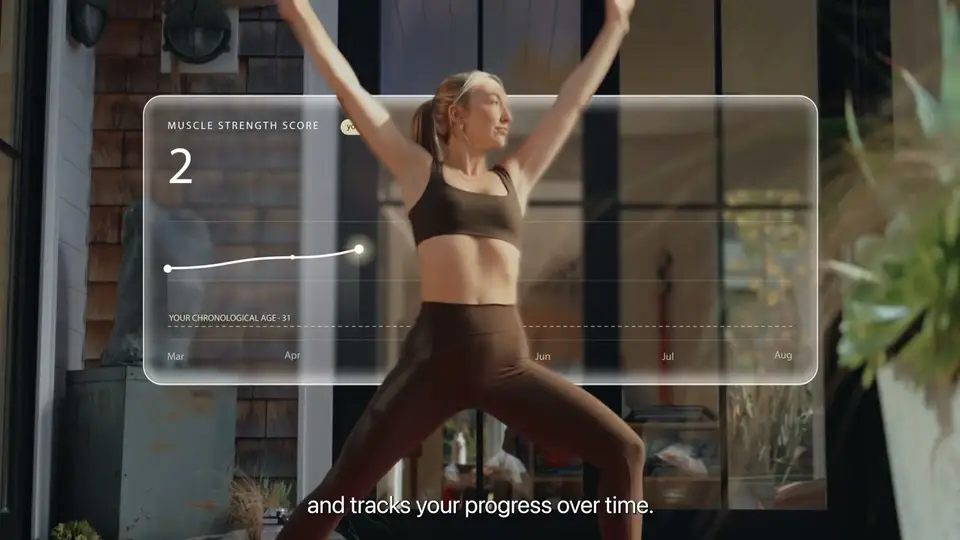 MUSCLE STRENGTH SCORE
2
YOUR CHRONOLOGICAL AGE - 31
Mar Apr Jun Jul Aug
and tracks your progress over time.